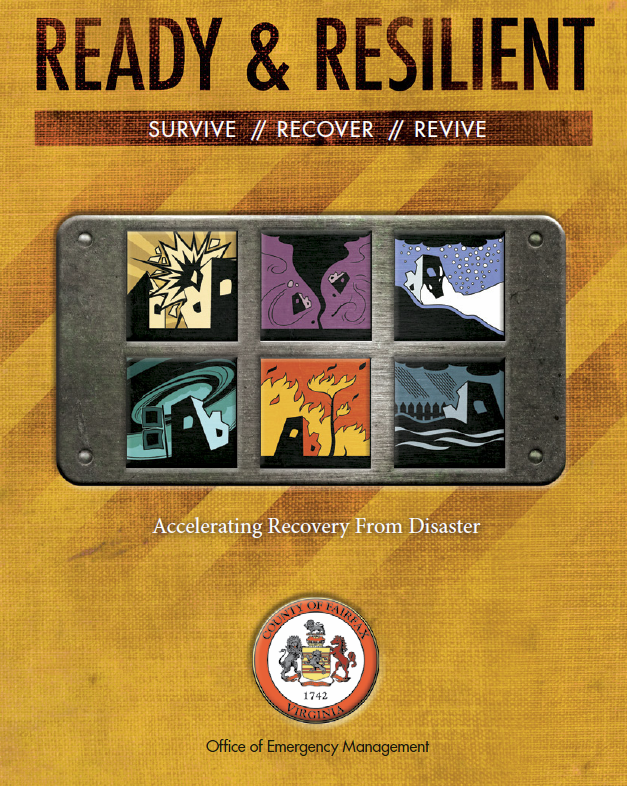 READY & RESILIENT
SURVIVE // RECOVER // REVIVE
Accelerating Recovery From Disaster
COUNTY OF FAIRFAX
1742
VIRGINIA
Office of Emergency Management